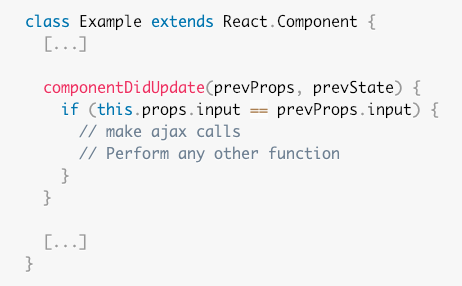 class Example extends React.Component {
  [...]

  componentDidUpdate(prevProps, prevState) {
    if (this.props.input == prevProps.input) {
      // make ajax calls
      // Perform any other function
    }
  }

  [...]
}